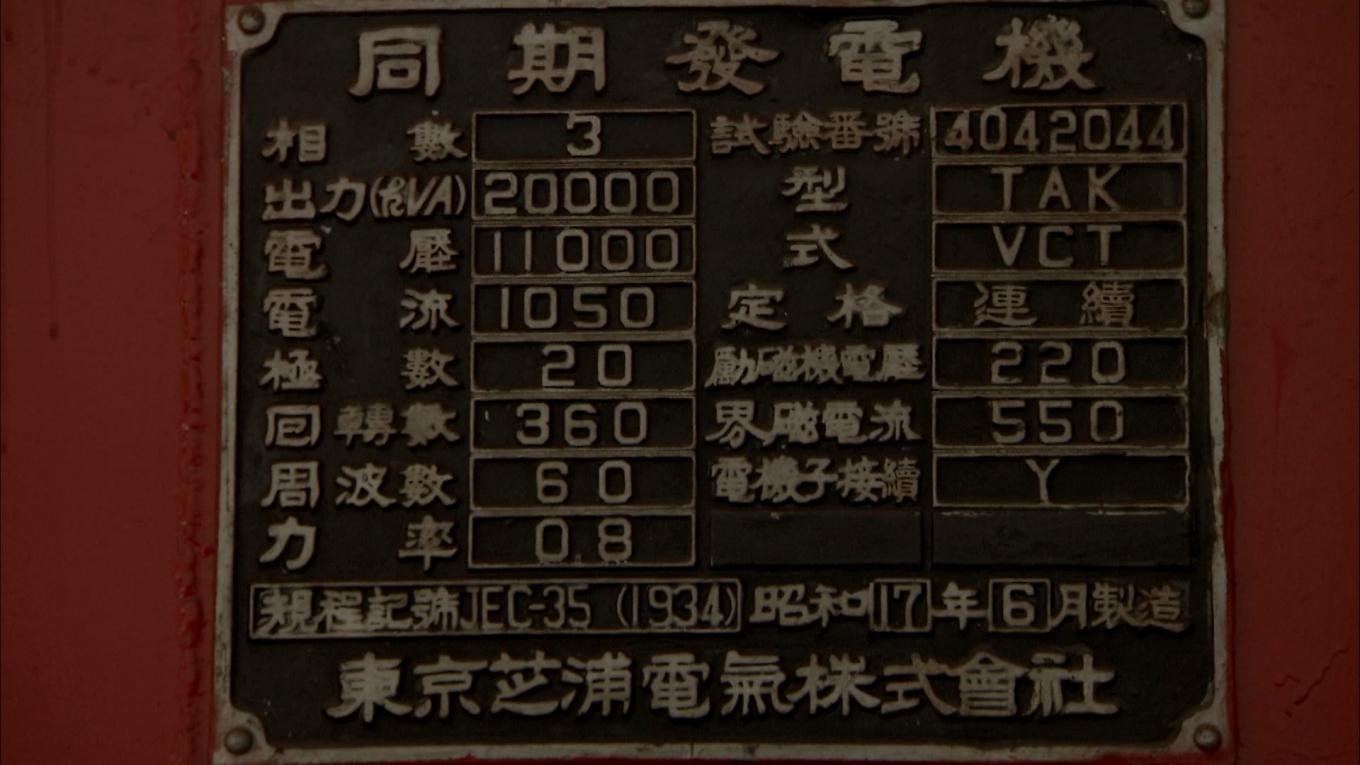 同期發電機
相數 3 試驗番號 4042044
出力(kVA) 20000 型 TAK
電壓 11000 式 VCT
電流 1050 定格 連續
極數 20 勵磁機電壓 220
回轉數 360 界磁電流 550
周波數 60 電機子接續 Y
力率 0.8
規程記號JEC-35 (1934) 昭和17年6月製造
東京芝浦電氣株式會社